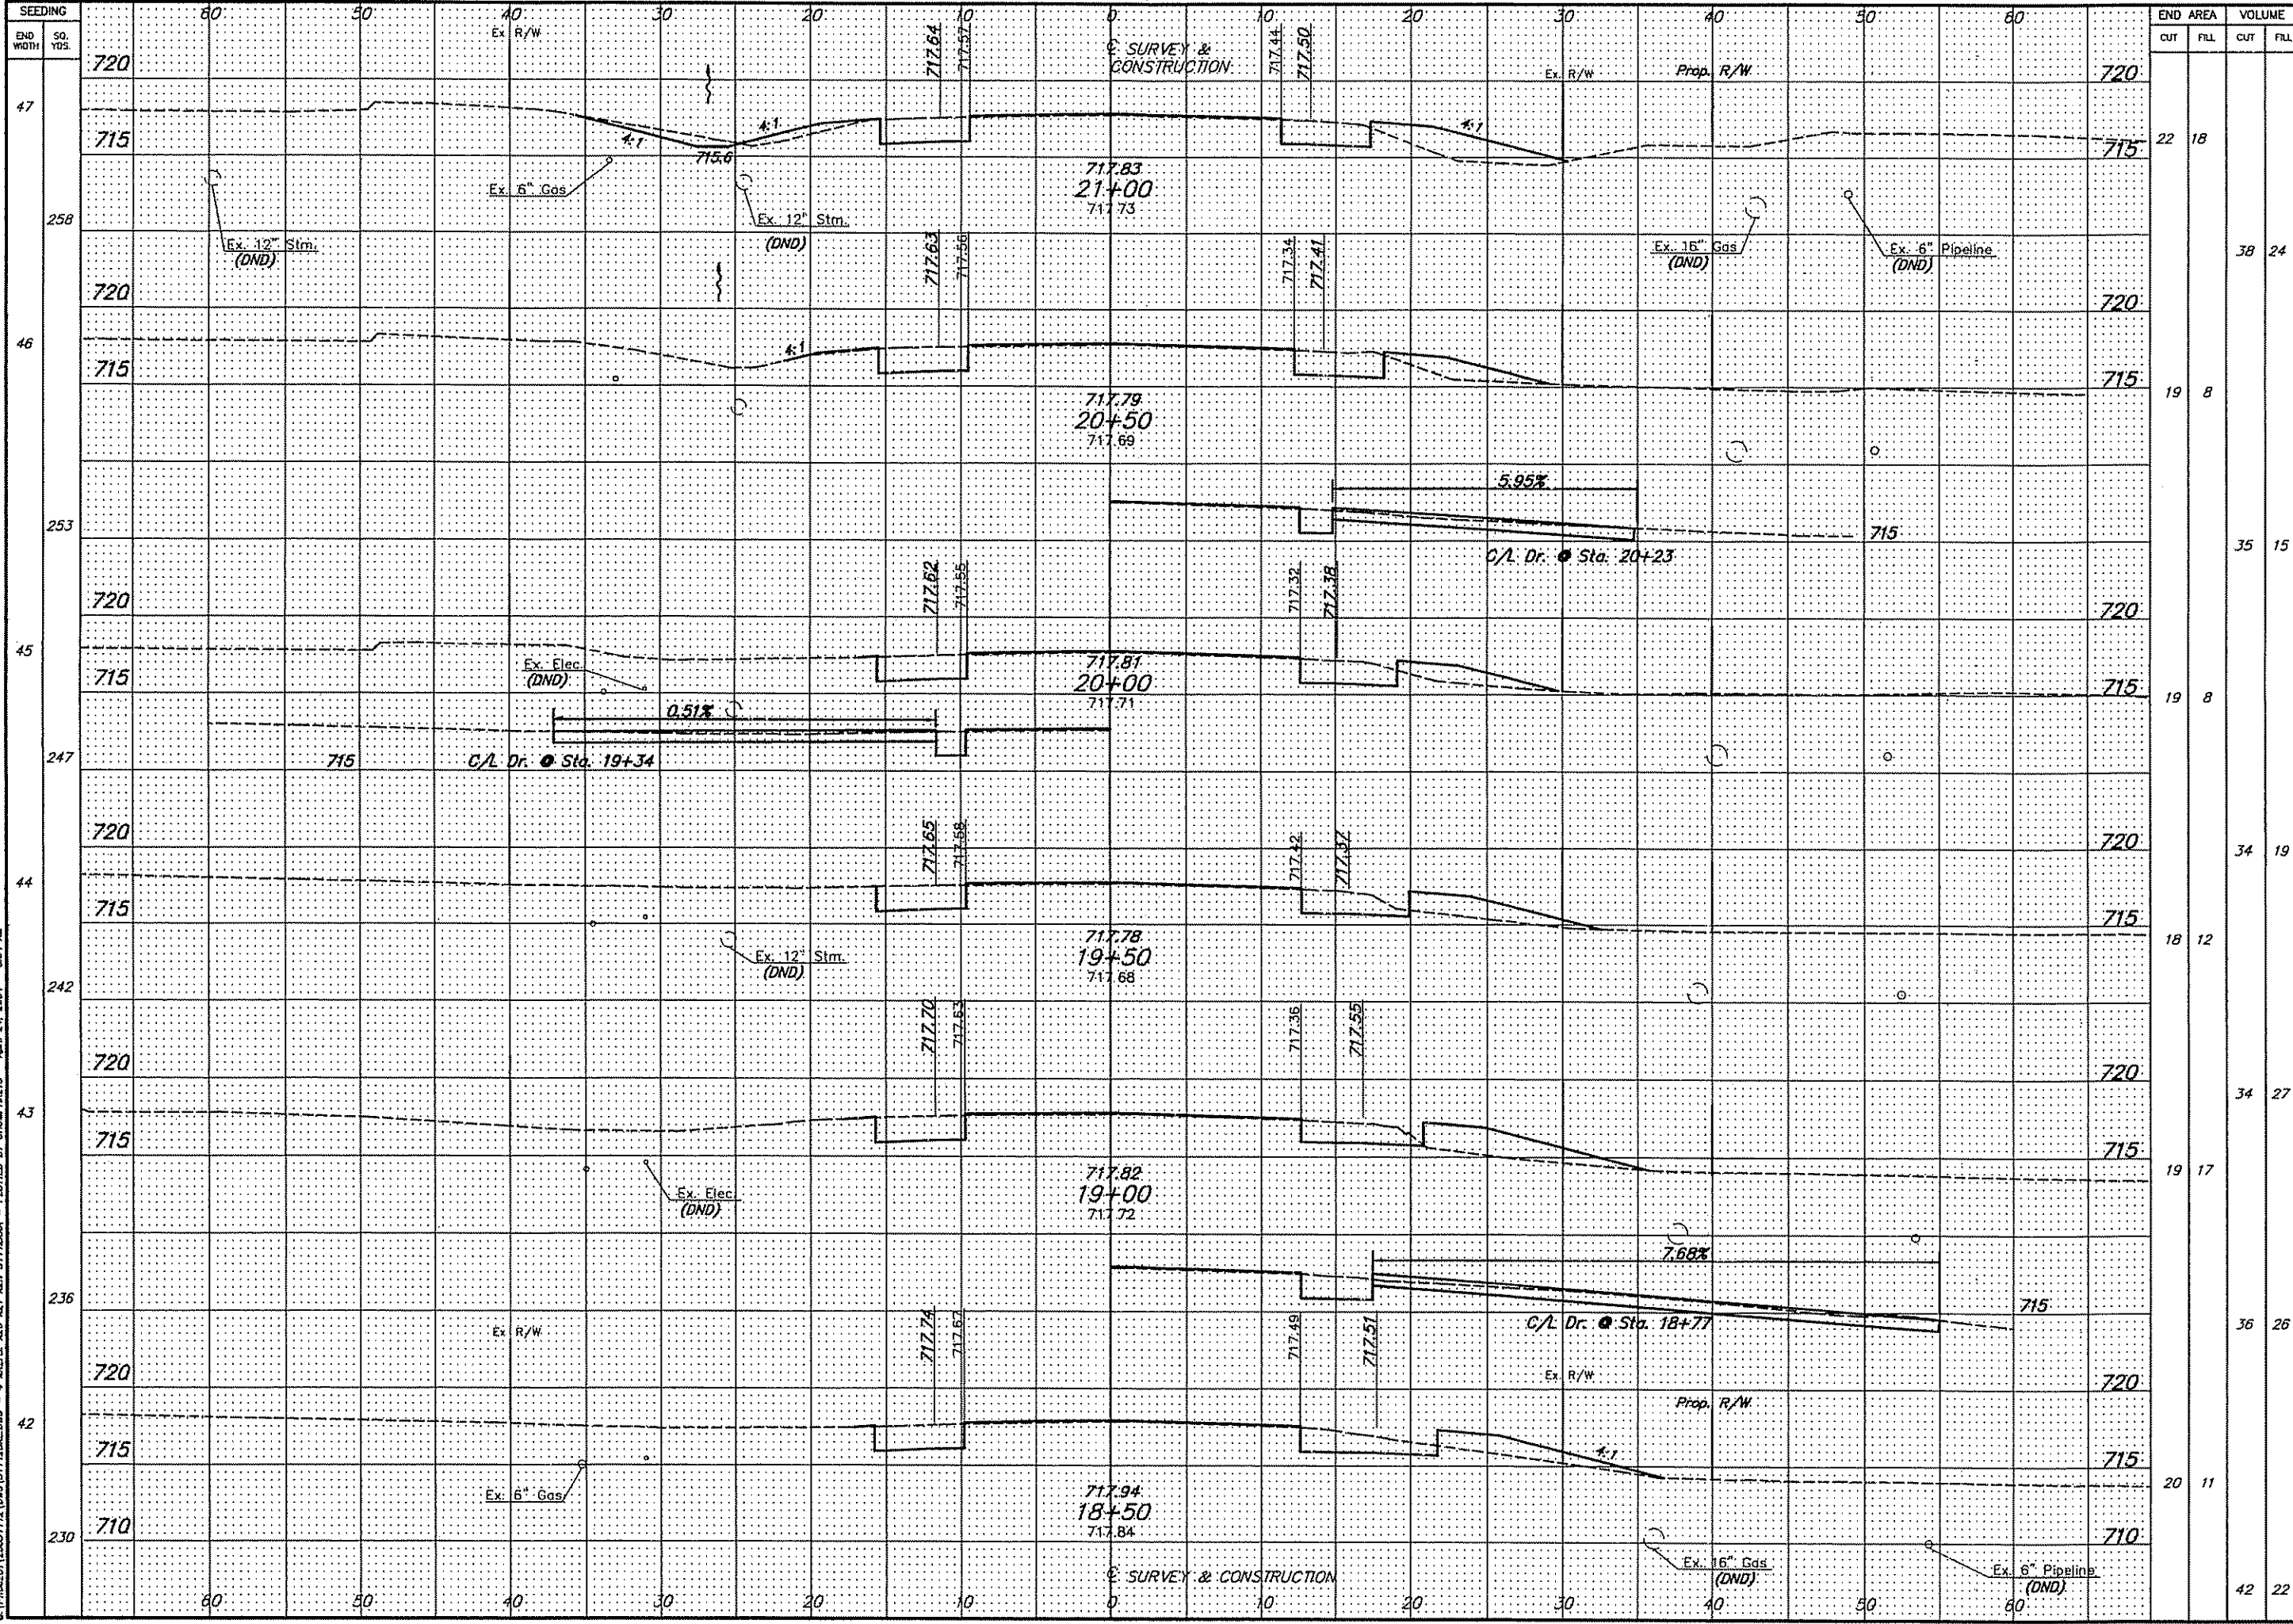 SEEDING
END WIDTH
SQ. YDS.
END AREA
VOLUME
CUT FILL CUT FILL
60 50 40 30 20 10 0 10 20 30 40 50 60
Ex R/W
717.64
717.57
℄ SURVEY &
CONSTRUCTION
717.44
717.50
Ex. R/W
Prop. R/W
720
720
47
4:1
4:1
4:1
715
715.6
715
22 18
717.83
21+00
717.73
Ex. 6" Gas
258
Ex. 12" Stm.
(DND)
Ex. 12" Stm.
(DND)
Ex. 16" Gas
(DND)
Ex. 6" Pipeline
(DND)
38 24
717.63
717.56
717.34
717.41
720
720
46
4:1
715
715
19 8
717.79
20+50
717.69
5.95%
253
715
C/L Dr. @ Sta. 20+23
35 15
717.62
717.55
717.32
717.38
720
720
45
Ex. Elec.
(DND)
715
715
19 8
717.81
20+00
717.71
0.51%
247
715
C/L Dr. @ Sta. 19+34
717.65
717.58
717.42
717.37
720
720
34 19
44
715
715
18 12
717.78
19+50
717.68
Ex. 12" Stm.
(DND)
242
717.70
717.63
717.36
717.55
720
720
34 27
43
715
715
19 17
717.82
19+00
717.72
Ex. Elec.
(DND)
7.68%
236
715
C/L Dr. @ Sta. 18+77
36 26
Ex R/W
717.74
717.67
717.49
717.51
Ex. R/W
720
720
Prop. R/W
42
4:1
715
715
20 11
Ex. 6" Gas
717.94
18+50
717.84
230
710
710
Ex. 16" Gas
(DND)
Ex. 6" Pipeline
(DND)
℄ SURVEY & CONSTRUCTION
42 22
60 50 40 30 20 10 0 10 20 30 40 50 60